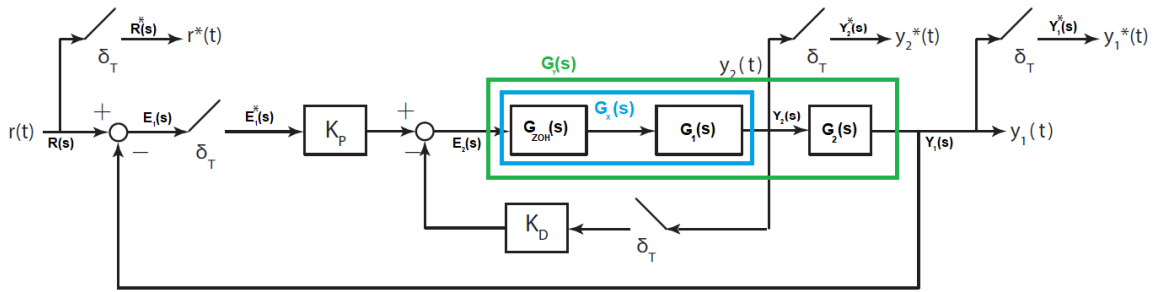 R*(s) r*(t)
δT
Y2*(s) y2*(t)
δT
Y1*(s) y1*(t)
δT
GY(s)
y2(t)
r(t) R(s) + − E1(s) δT E1*(s) KP + − E2(s)
GX(s)
GZOH(s) G1(s) Y2(s) G2(s) Y1(s) y1(t)
KD δT